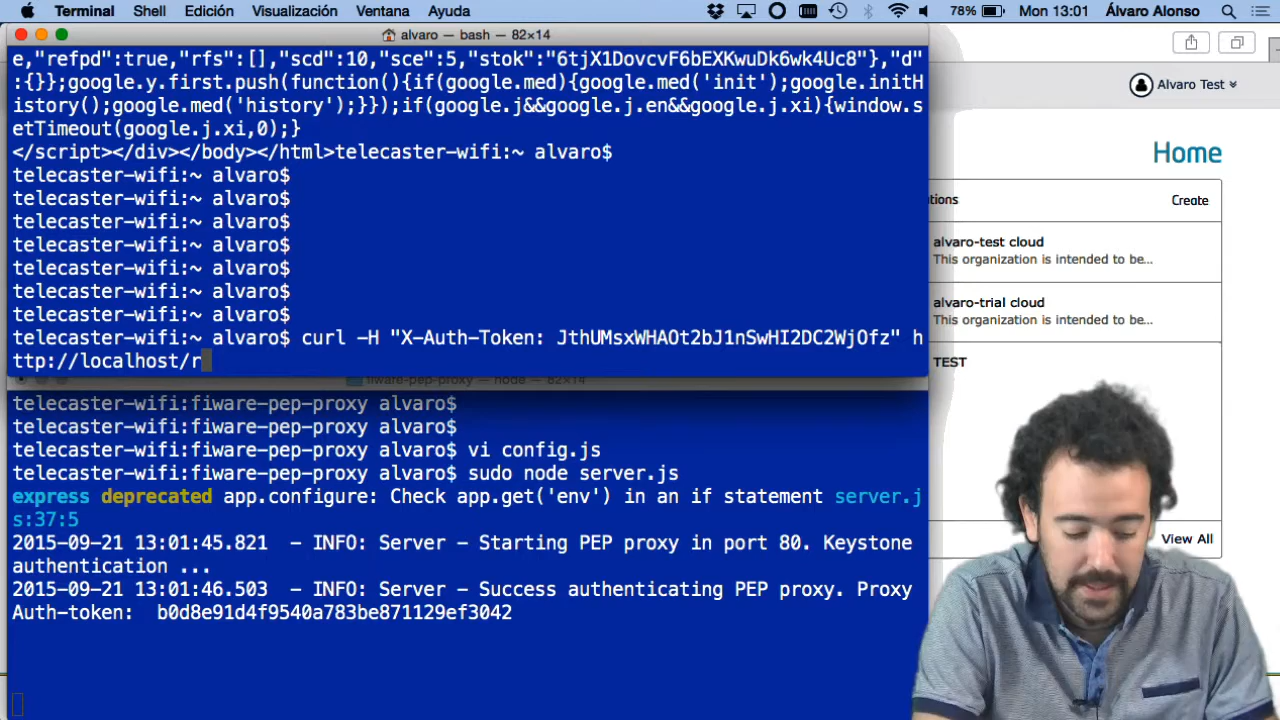 Terminal Shell Edición Visualización Ventana Ayuda 78% Mon 13:01 Álvaro Alonso
alvaro — bash — 82×14
e,"refpd":true,"rfs":[],"scd":10,"sce":5,"stok":"6tjX1DovcvF6bEXKwuDk6wk4Uc8"},"d"
:{}};google.y.first.push(function(){if(google.med){google.med('init');google.initH
istory();google.med('history');}});if(google.j&&google.j.en&&google.j.xi){window.s
etTimeout(google.j.xi,0);}
</script></div></body></html>telecaster-wifi:~ alvaro$
telecaster-wifi:~ alvaro$
telecaster-wifi:~ alvaro$
telecaster-wifi:~ alvaro$
telecaster-wifi:~ alvaro$
telecaster-wifi:~ alvaro$
telecaster-wifi:~ alvaro$
telecaster-wifi:~ alvaro$
telecaster-wifi:~ alvaro$ curl -H "X-Auth-Token: JthUMsxWHAOt2bJ1nSwHI2DC2WjOfz" h
ttp://localhost/r
fiware-pep-proxy — node — 82×14
telecaster-wifi:fiware-pep-proxy alvaro$
telecaster-wifi:fiware-pep-proxy alvaro$
telecaster-wifi:fiware-pep-proxy alvaro$ vi config.js
telecaster-wifi:fiware-pep-proxy alvaro$ sudo node server.js
express deprecated app.configure: Check app.get('env') in an if statement server.j
s:37:5
2015-09-21 13:01:45.821  - INFO: Server - Starting PEP proxy in port 80. Keystone
authentication ...
2015-09-21 13:01:46.503  - INFO: Server - Success authenticating PEP proxy. Proxy
Auth-token:  b0d8e91d4f9540a783be871129ef3042
Alvaro Test
Home
tions Create
alvaro-test cloud
This organization is intended to be...
alvaro-trial cloud
This organization is intended to be...
TEST
View All